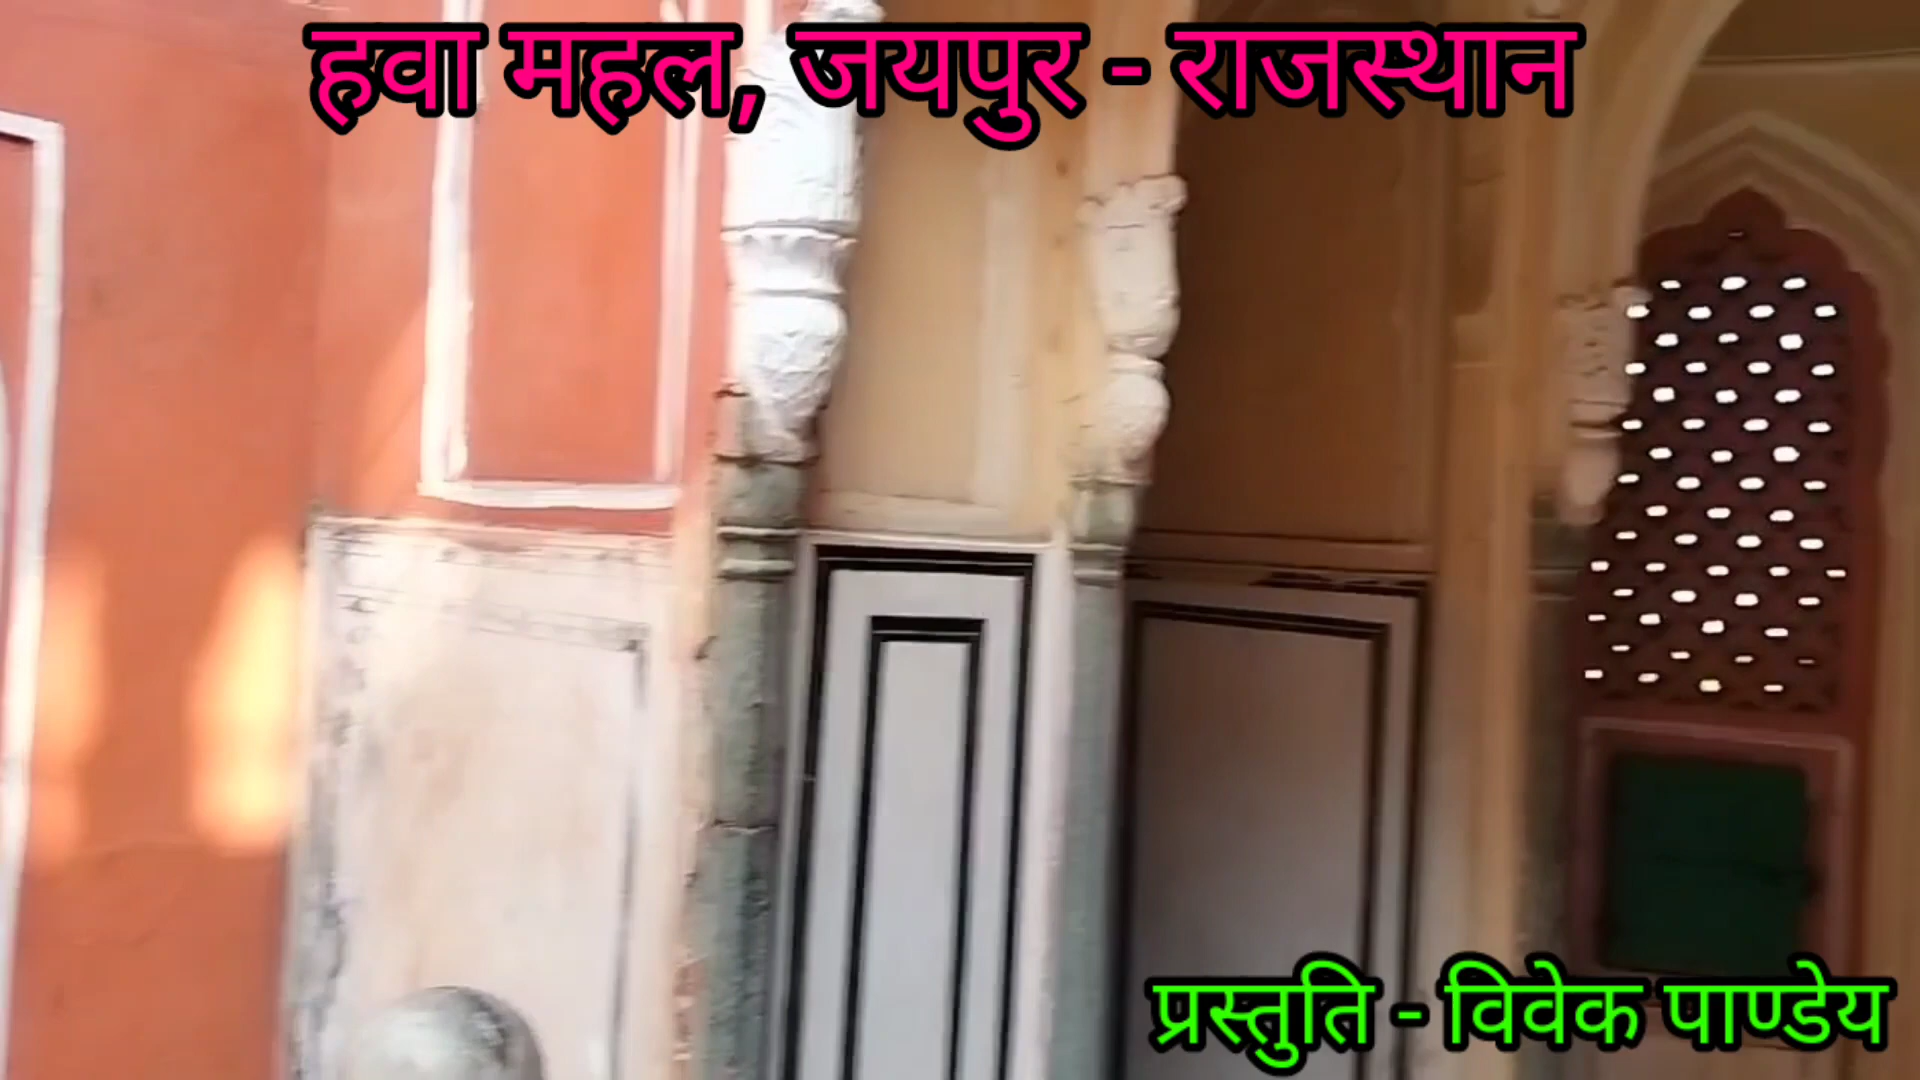 हवा महल, जयपुर - राजस्थान
प्रस्तुति - विवेक पाण्डेय